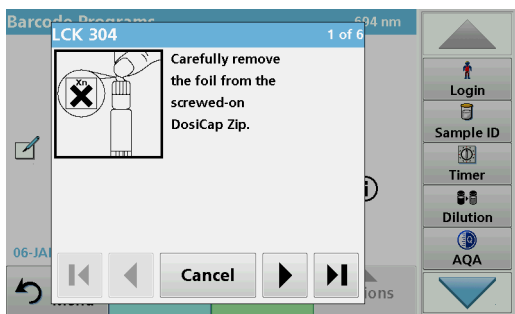 Barcode Programs
694 nm
LCK 304
1 of 6
Xn
Carefully remove
the foil from the
screwed-on
DosiCap Zip.
Cancel
Login
Sample ID
Timer
Dilution
AQA
06-JA
Menu
ions